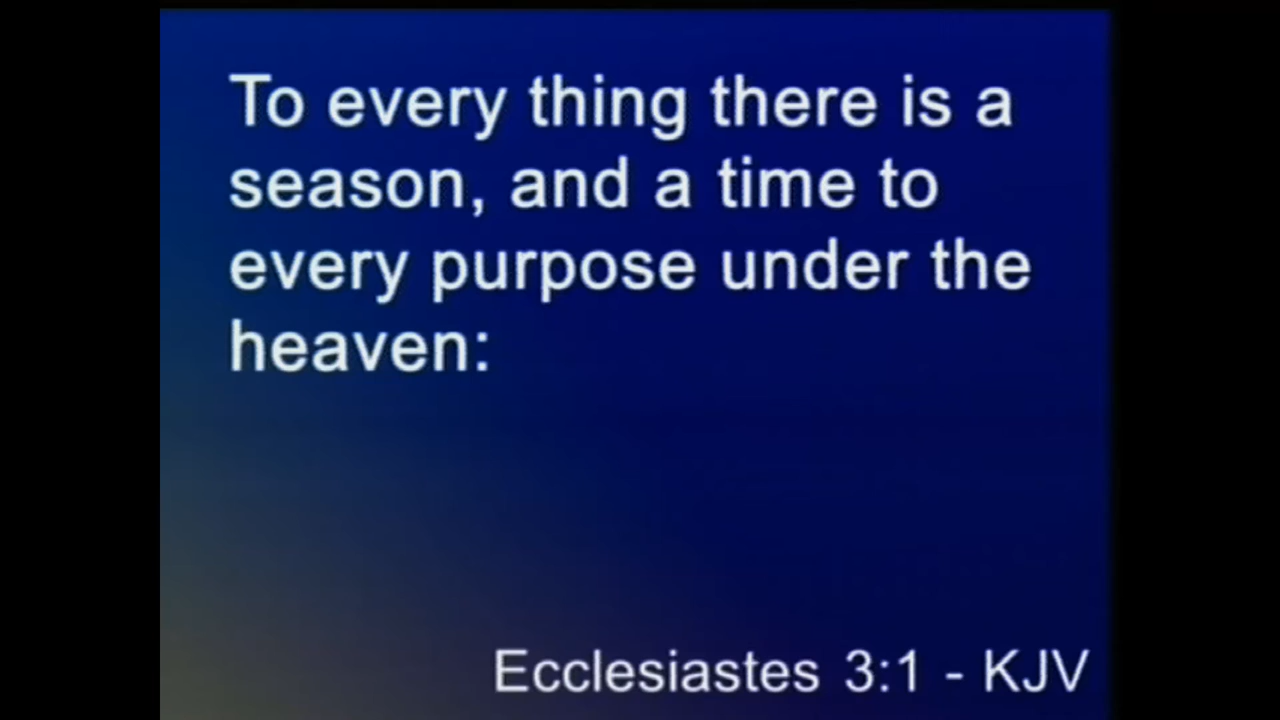 To every thing there is a
season, and a time to
every purpose under the
heaven:
Ecclesiastes 3:1 - KJV